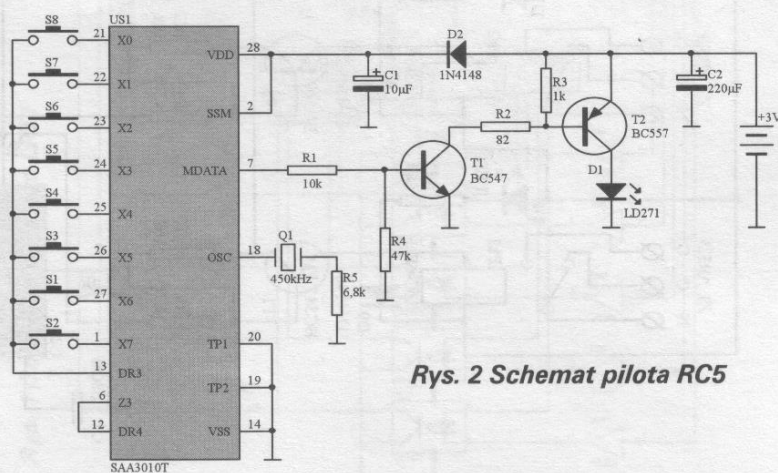 US1
S8
21
X0
S7
22
X1
S6
23
X2
S5
24
X3
S4
25
X4
S3
26
X5
S1
27
X6
S2
1
X7
13
DR3
6
Z3
12
DR4
SAA3010T
VDD
28
SSM
2
MDATA
7
OSC
18
TP1
20
TP2
19
VSS
14
C1
10µF
D2
1N4148
R3
1k
C2
220µF
R2
82
T2
BC557
+3V
R1
10k
T1
BC547
D1
LD271
Q1
450kHz
R4
47k
R5
6,8k
Rys. 2 Schemat pilota RC5